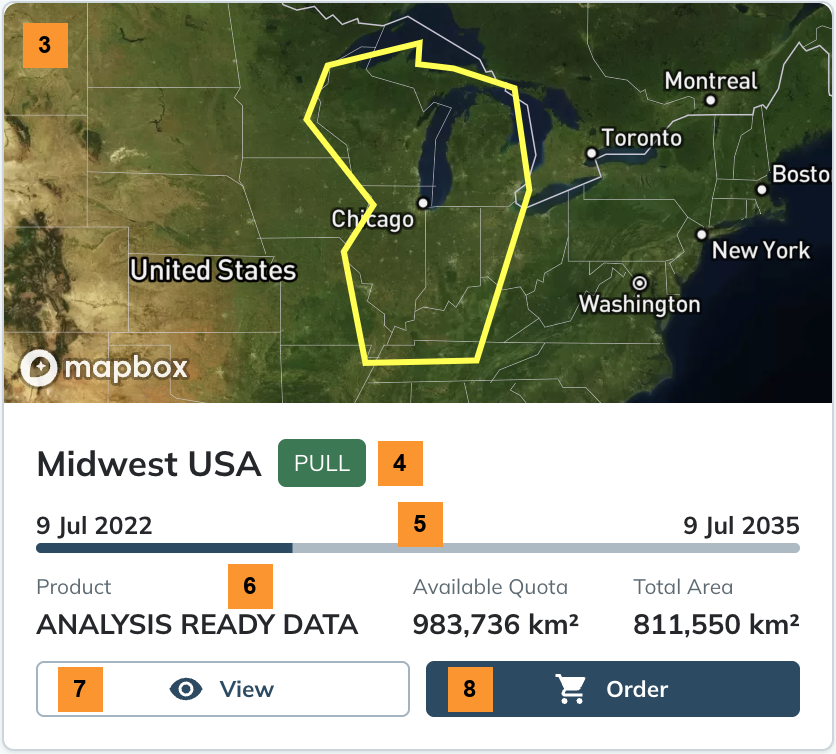 3
Montreal
Toronto
Bosto
Chicago
New York
United States
Washington
mapbox
Midwest USA PULL 4
9 Jul 2022 5 9 Jul 2035
Product 6 Available Quota Total Area
ANALYSIS READY DATA 983,736 km² 811,550 km²
7 View 8 Order